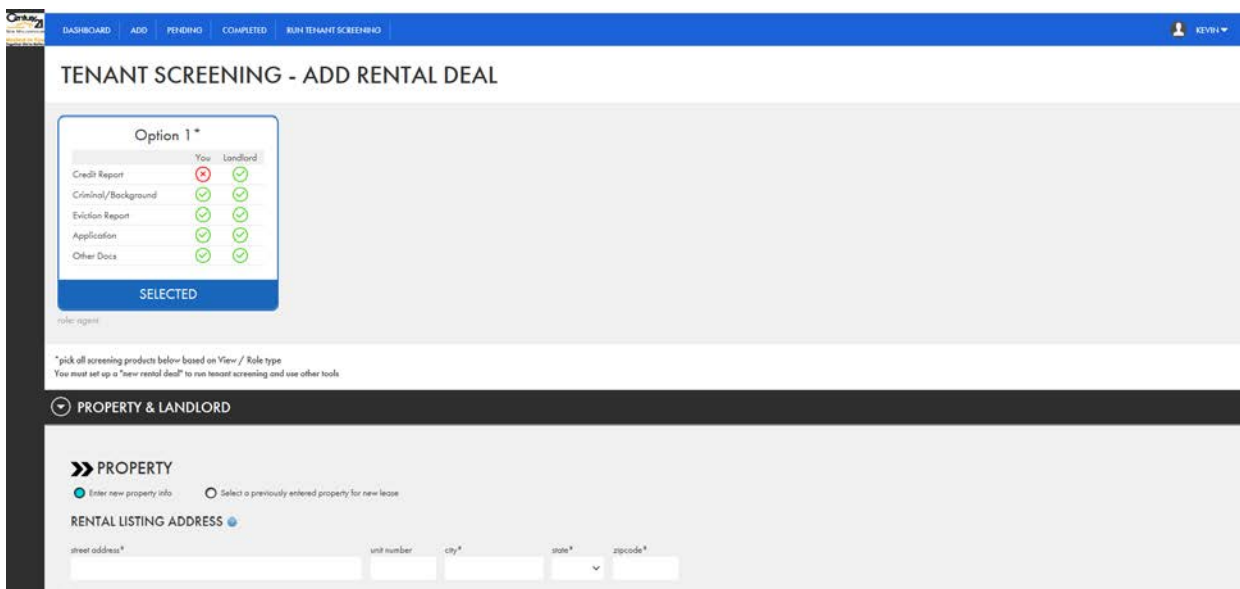 Century 21
DASHBOARD ADD PENDING COMPLETED RUN TENANT SCREENING KEVIN
TENANT SCREENING - ADD RENTAL DEAL
Option 1*
You Landlord
Credit Report
Criminal/Background
Eviction Report
Application
Other Docs
SELECTED
role: agent
*pick all screening products below based on View / Role type
You must set up a "new rental deal" to run tenant screening and use other tools
PROPERTY & LANDLORD
PROPERTY
Enter new property info Select a previously entered property for new lease
RENTAL LISTING ADDRESS
street address* unit number city* state* zipcode*